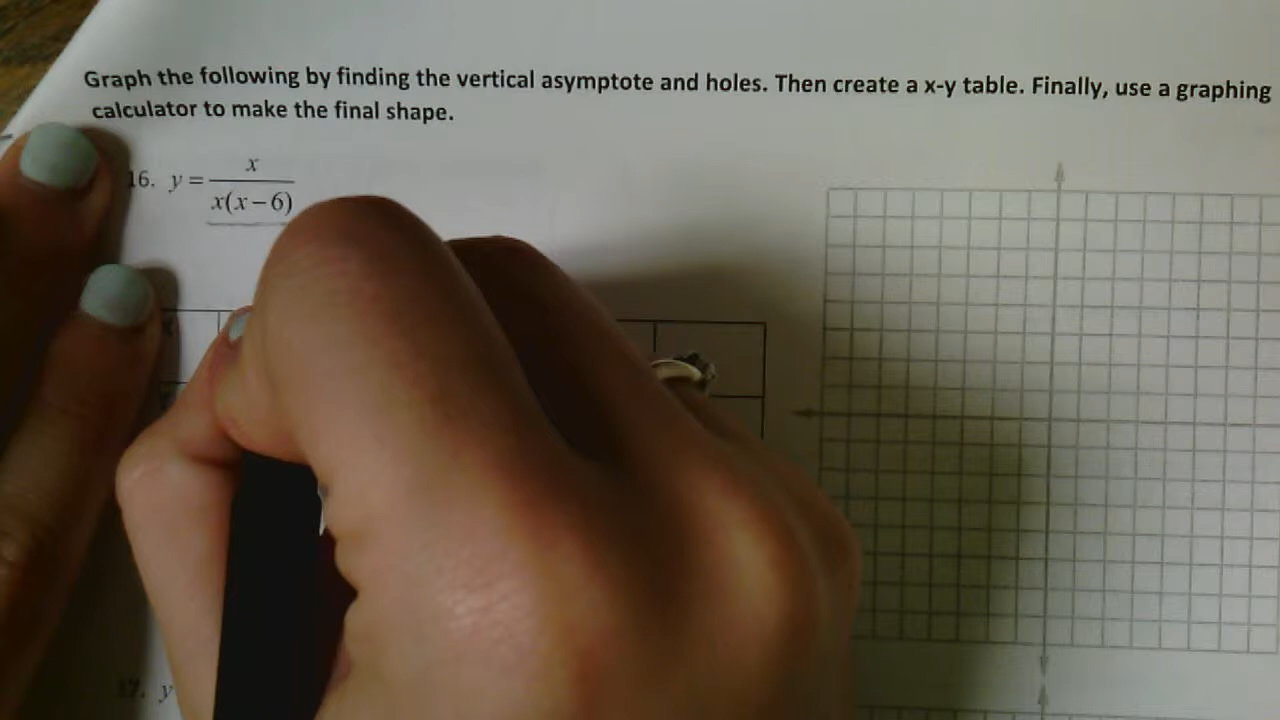 Graph the following by finding the vertical asymptote and holes. Then create a x-y table. Finally, use a graphing
calculator to make the final shape.
16. y = x / x(x-6)
17. y